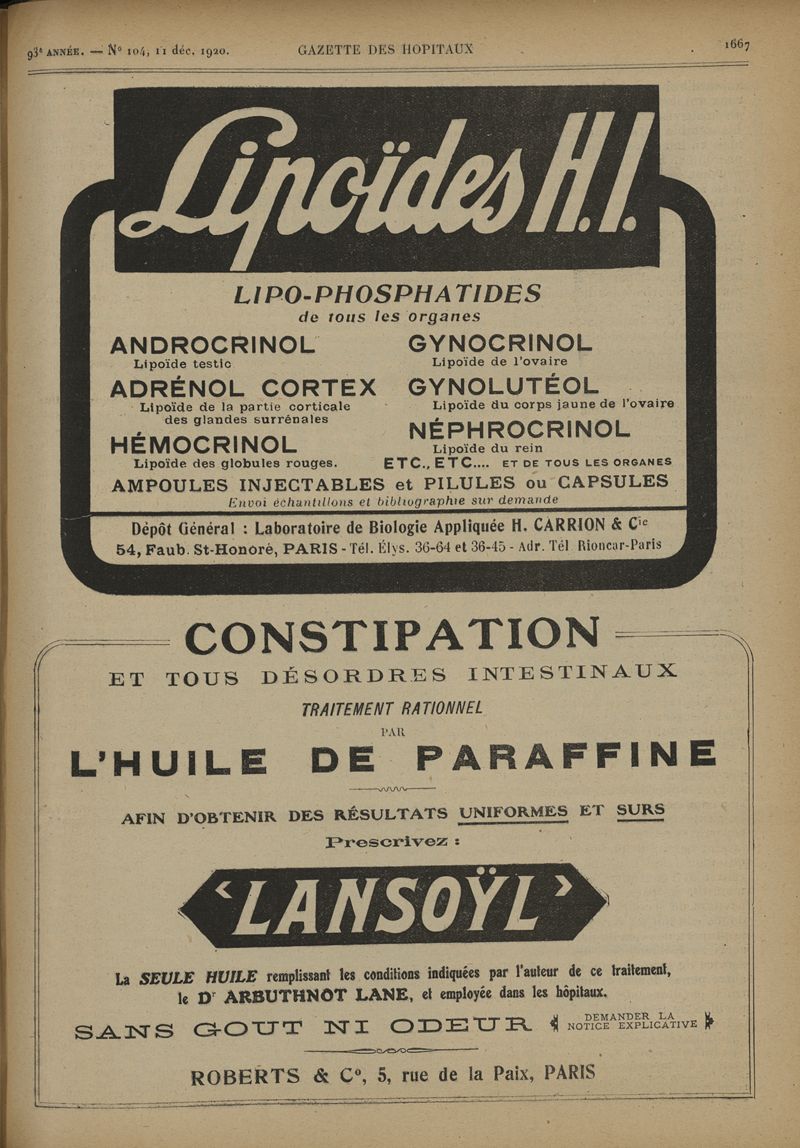 93e ANNÉE. — No 104, 11 déc. 1920. GAZETTE DES HOPITAUX 1667
Lipoïdes H.I.
LIPO-PHOSPHATIDES
de tous les organes
ANDROCRINOL
Lipoïde testic
ADRÉNOL CORTEX
Lipoïde de la partie corticale
des glandes surrénales
HÉMOCRINOL
Lipoïde des globules rouges.
GYNOCRINOL
Lipoïde de l'ovaire
GYNOLUTÉOL
Lipoïde du corps jaune de l'ovaire
NÉPHROCRINOL
Lipoïde du rein
ETC., ETC.... ET DE TOUS LES ORGANES
AMPOULES INJECTABLES et PILULES ou CAPSULES
Envoi échantillons et bibliographie sur demande
Dépôt Général : Laboratoire de Biologie Appliquée H. CARRION & Cie
54, Faub. St-Honoré, PARIS - Tél. Élys. 36-64 et 36-45 - Adr. Tél Rioncar-Paris
CONSTIPATION
ET TOUS DÉSORDRES INTESTINAUX
TRAITEMENT RATIONNEL
PAR
L'HUILE DE PARAFFINE
AFIN D'OBTENIR DES RÉSULTATS UNIFORMES ET SURS
Prescrivez :
‹LANSOŸL›
La SEULE HUILE remplissant les conditions indiquées par l'auteur de ce traitement,
le Dr ARBUTHNOT LANE, et employée dans les hôpitaux.
SANS GOUT NI ODEUR
DEMANDER LA
NOTICE EXPLICATIVE
ROBERTS & Co, 5, rue de la Paix, PARIS